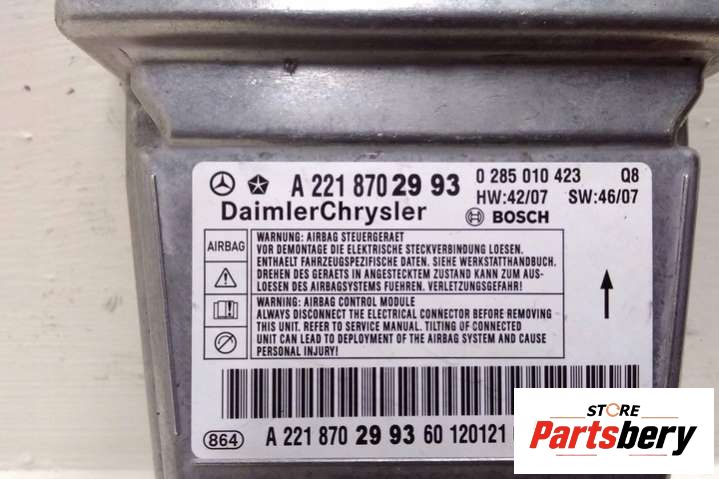 A 221 870 29 93
0 285 010 423 Q8
HW:42/07 SW:46/07
DaimlerChrysler
BOSCH
AIRBAG
WARNUNG: AIRBAG STEUERGERAET
VOR DEMONTAGE DIE ELEKTRISCHE STECKVERBINDUNG LOESEN.
ENTHAELT FAHRZEUGSPEZIFISCHE DATEN. SIEHE WERKSTATTHANDBUCH.
DREHEN DES GERAETS IN ANGESTECKTEM ZUSTAND KANN ZUM AUS-
LOESEN DES AIRBAGSYSTEMS FUEHREN. VERLETZUNGSGEFAHR!
WARNING: AIRBAG CONTROL MODULE
ALWAYS DISCONNECT THE ELECTRICAL CONNECTOR BEFORE REMOVING
THIS UNIT. REFER TO SERVICE MANUAL. TILTING OF CONNECTED
UNIT CAN LEAD TO DEPLOYMENT OF THE AIRBAG SYSTEM AND CAUSE
PERSONAL INJURY!
864
A 221 870 29 93 60 120121
STORE
Partsbery